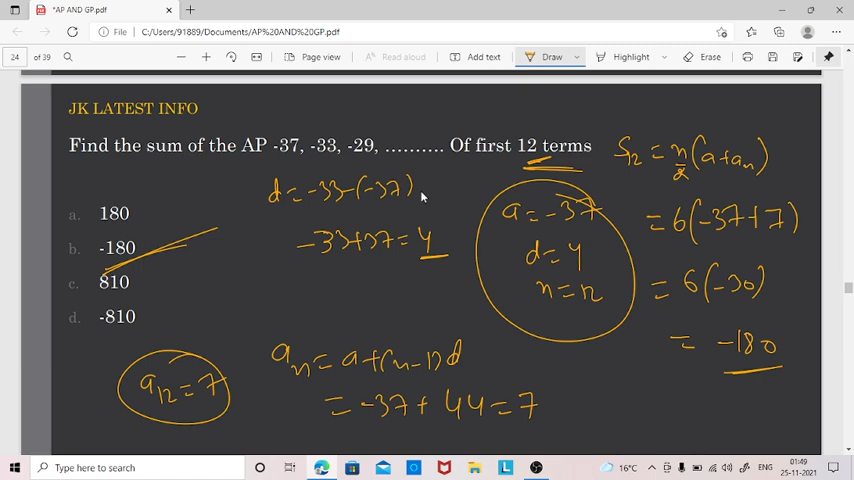 *AP AND GP.pdf
File | C:/Users/91889/Documents/AP%20AND%20GP.pdf
24 of 39
Page view
Read aloud
Add text
Draw
Highlight
Erase
JK LATEST INFO
Find the sum of the AP -37, -33, -29, .......... Of first 12 terms
a. 180
b. -180
c. 810
d. -810
d = -33-(-37)
-33+37 = 4
a = -37
d = 4
n = 12
S12 = n/2 (a+an)
= 6(-37+7)
= 6(-30)
= -180
an = a+(n-1)d
= -37+44 = 7
a12 = 7
Type here to search
16°C
ENG
01:49
25-11-2021